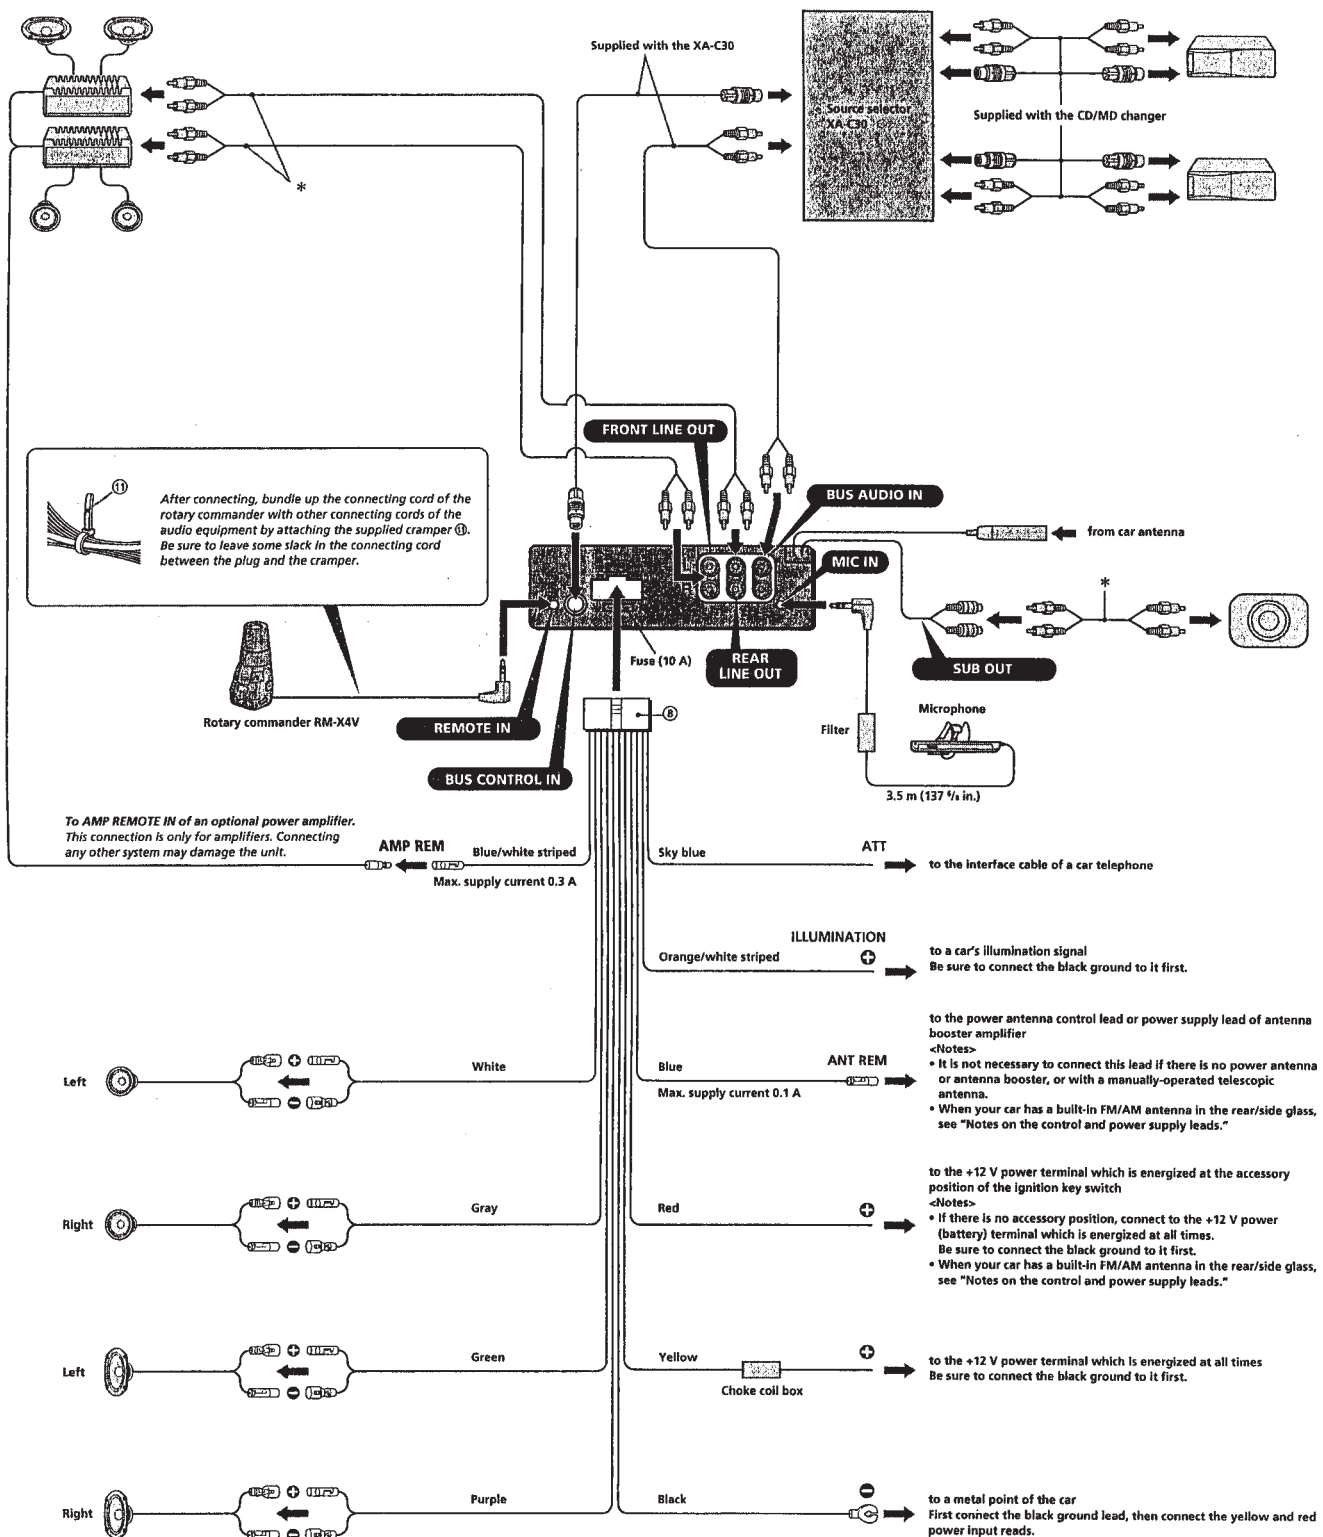 Supplied with the XA-C30
Source selector
XA-C30
Supplied with the CD/MD changer
*
FRONT LINE OUT
11
After connecting, bundle up the connecting cord of the
rotary commander with other connecting cords of the
audio equipment by attaching the supplied cramper ⑪.
Be sure to leave some slack in the connecting cord
between the plug and the cramper.
BUS AUDIO IN
from car antenna
MIC IN
*
Fuse (10 A)
REAR
LINE OUT
SUB OUT
Rotary commander RM-X4V
REMOTE IN
8
Filter
Microphone
BUS CONTROL IN
3.5 m (137 6/8 in.)
To AMP REMOTE IN of an optional power amplifier.
This connection is only for amplifiers. Connecting
any other system may damage the unit.
AMP REM
Blue/white striped
Max. supply current 0.3 A
Sky blue
ATT
to the interface cable of a car telephone
ILLUMINATION
Orange/white striped
to a car's illumination signal
Be sure to connect the black ground to it first.
Left
White
Blue
Max. supply current 0.1 A
ANT REM
to the power antenna control lead or power supply lead of antenna
booster amplifier
<Notes>
• It is not necessary to connect this lead if there is no power antenna
or antenna booster, or with a manually-operated telescopic
antenna.
• When your car has a built-in FM/AM antenna in the rear/side glass,
see "Notes on the control and power supply leads."
Right
Gray
Red
to the +12 V power terminal which is energized at the accessory
position of the ignition key switch
<Notes>
• If there is no accessory position, connect to the +12 V power
(battery) terminal which is energized at all times.
Be sure to connect the black ground to it first.
• When your car has a built-in FM/AM antenna in the rear/side glass,
see "Notes on the control and power supply leads."
Left
Green
Yellow
Choke coil box
to the +12 V power terminal which is energized at all times
Be sure to connect the black ground to it first.
Right
Purple
Black
to a metal point of the car
First connect the black ground lead, then connect the yellow and red
power input reads.